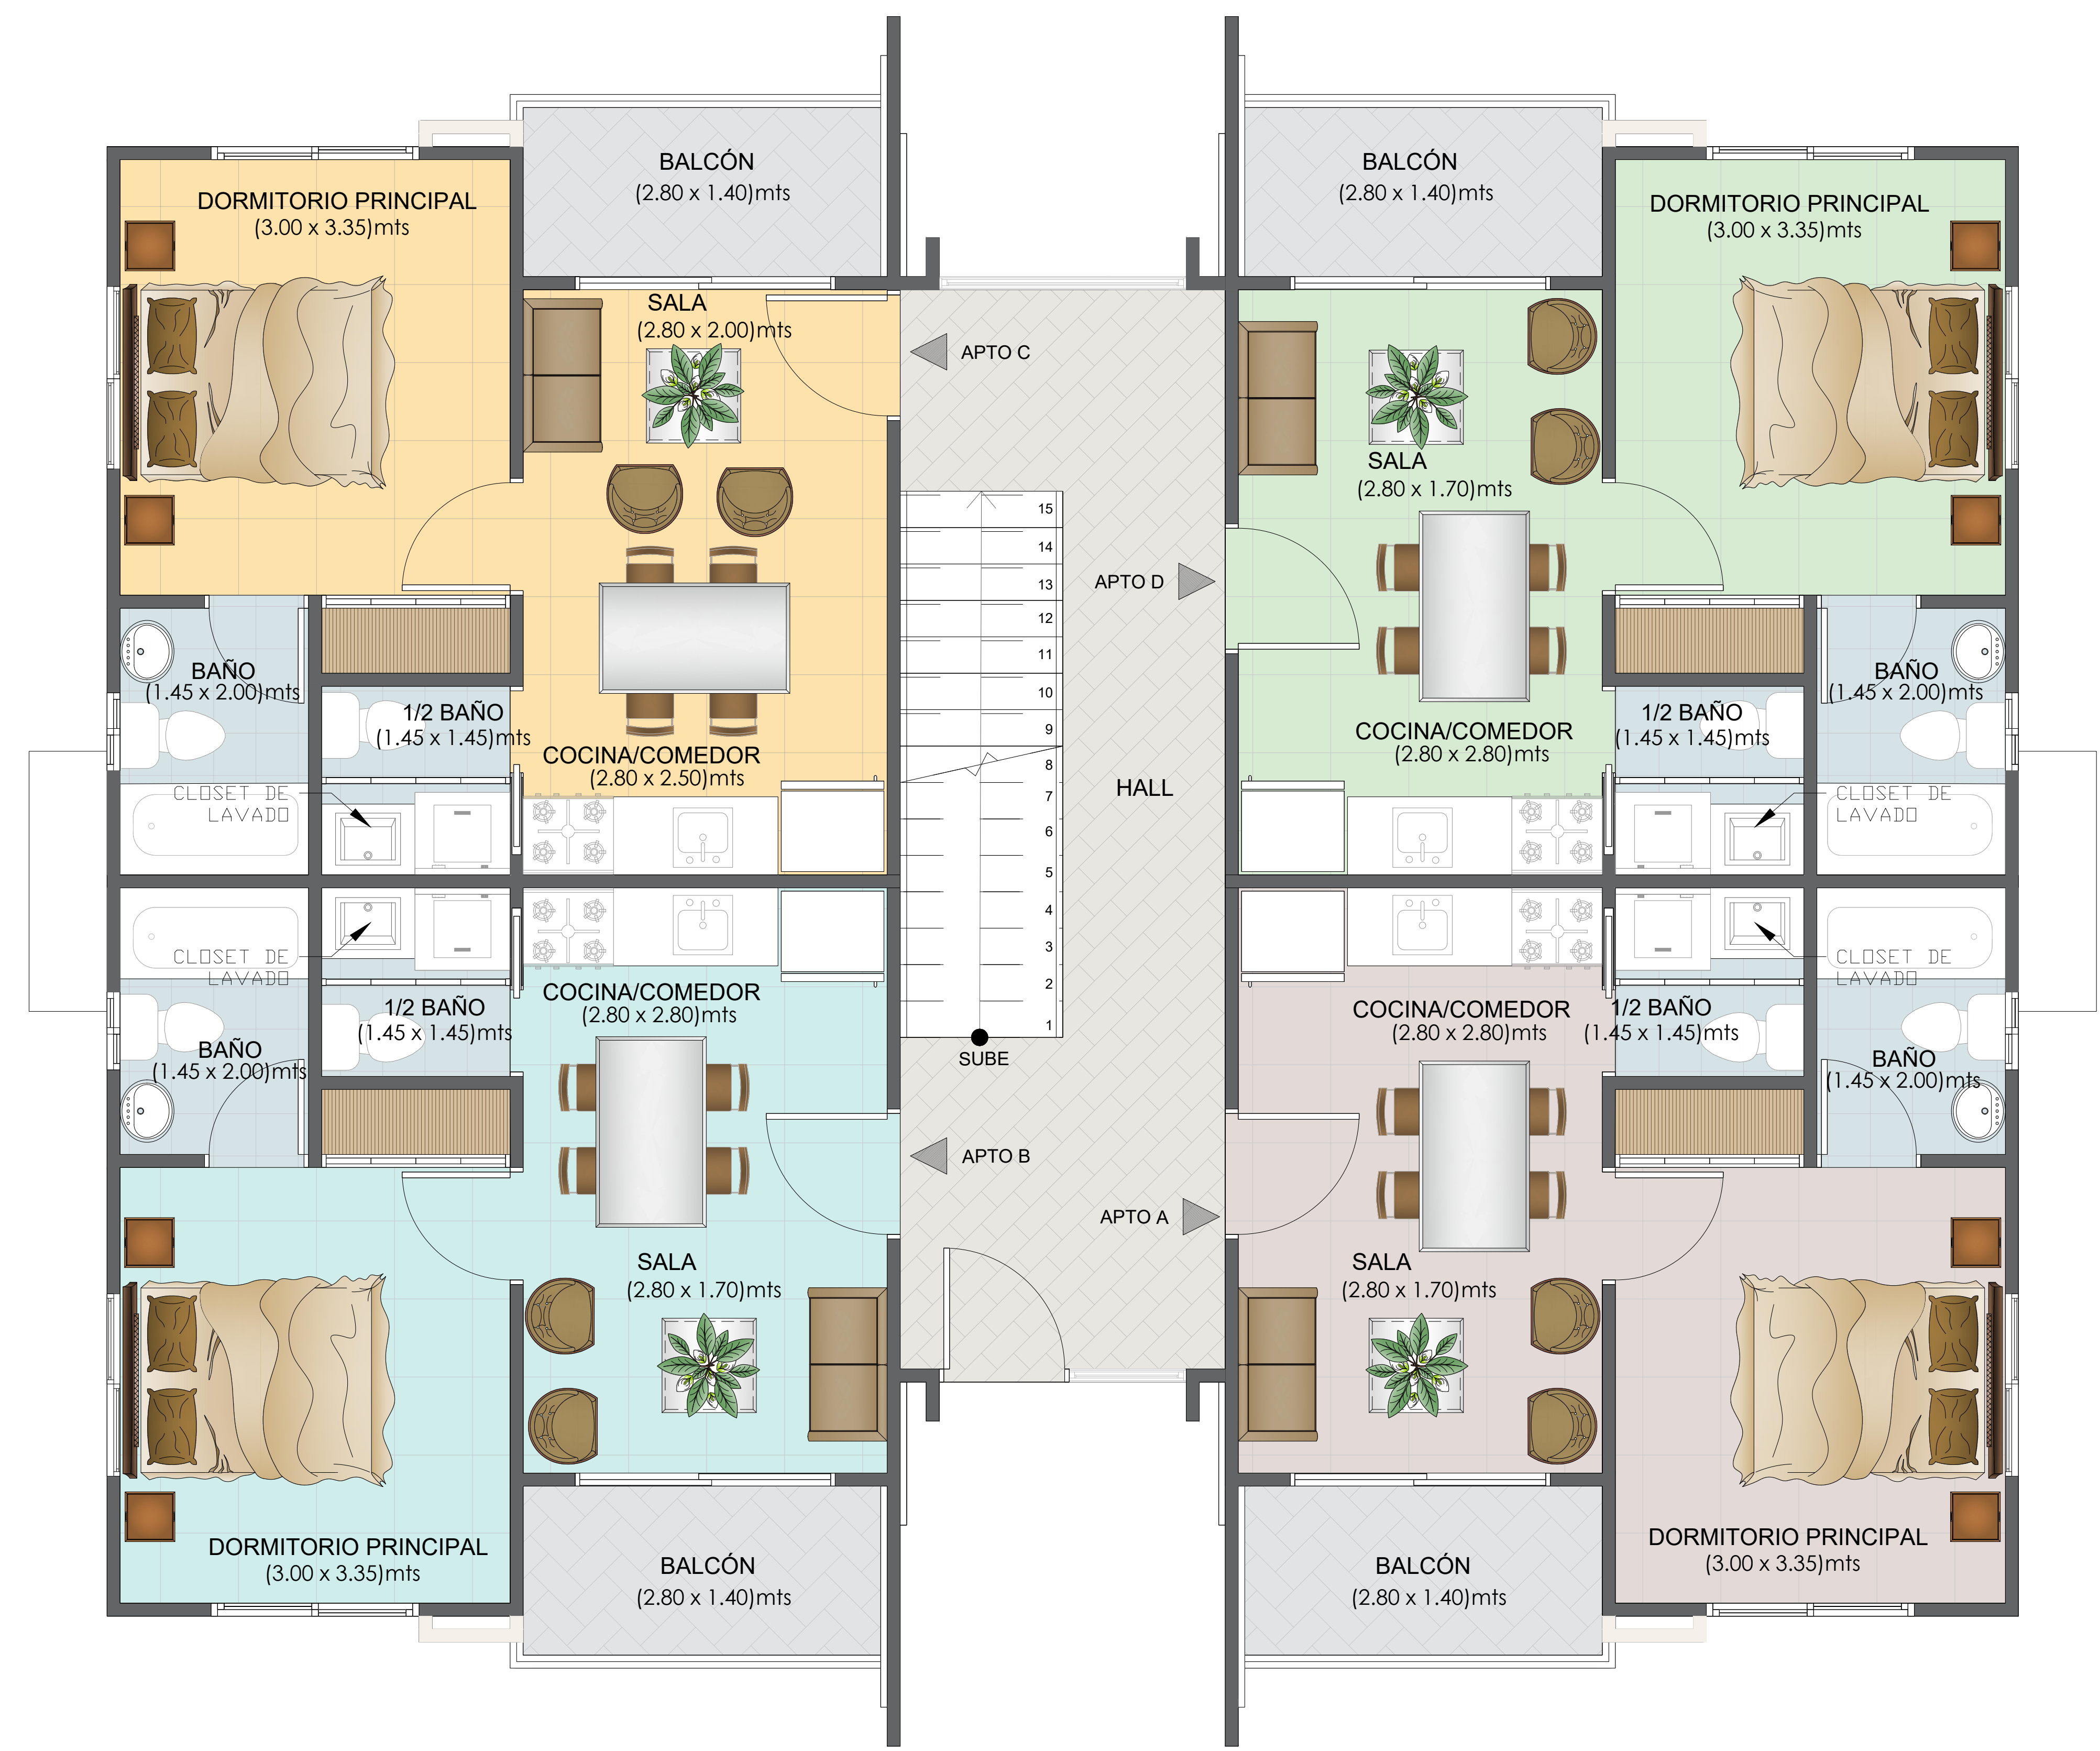 BALCÓN
(2.80 x 1.40)mts
BALCÓN
(2.80 x 1.40)mts
DORMITORIO PRINCIPAL
(3.00 x 3.35)mts
DORMITORIO PRINCIPAL
(3.00 x 3.35)mts
SALA
(2.80 x 2.00)mts
APTO C
SALA
(2.80 x 1.70)mts
15
14
13
12
11
10
9
8
7
6
5
4
3
2
1
SUBE
APTO D
HALL
BAÑO
(1.45 x 2.00)mts
1/2 BAÑO
(1.45 x 1.45)mts
COCINA/COMEDOR
(2.80 x 2.50)mts
COCINA/COMEDOR
(2.80 x 2.80)mts
1/2 BAÑO
(1.45 x 1.45)mts
BAÑO
(1.45 x 2.00)mts
CLOSET DE
LAVADO
CLOSET DE
LAVADO
CLOSET DE
LAVADO
CLOSET DE
LAVADO
BAÑO
(1.45 x 2.00)mts
1/2 BAÑO
(1.45 x 1.45)mts
COCINA/COMEDOR
(2.80 x 2.80)mts
COCINA/COMEDOR
(2.80 x 2.80)mts
1/2 BAÑO
(1.45 x 1.45)mts
BAÑO
(1.45 x 2.00)mts
APTO B
APTO A
SALA
(2.80 x 1.70)mts
SALA
(2.80 x 1.70)mts
DORMITORIO PRINCIPAL
(3.00 x 3.35)mts
DORMITORIO PRINCIPAL
(3.00 x 3.35)mts
BALCÓN
(2.80 x 1.40)mts
BALCÓN
(2.80 x 1.40)mts